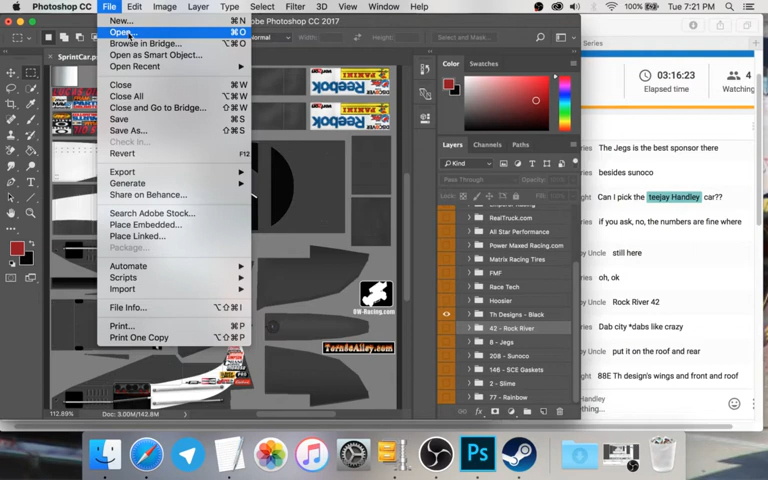 Photoshop CC File Edit Image Layer Type Select Filter 3D View Window Help 100% Tue 7:21 PM
New... ⌘N
Open... ⌘O
Browse in Bridge... ⌥⌘O
Open as Smart Object...
Open Recent
Close ⌘W
Close All ⌥⌘W
Close and Go to Bridge... ⇧⌘W
Save ⌘S
Save As... ⇧⌘S
Check In...
Revert F12
Export
Generate
Share on Behance...
Search Adobe Stock...
Place Embedded...
Place Linked...
Package...
Automate
Scripts
Import
File Info... ⌥⇧⌘I
Print... ⌘P
Print One Copy ⌥⇧⌘P
Photoshop CC 2017
Normal
Width:
Select and Mask...
SprintCar.
Reebok
Reebok
DW-Racing.com
TornadoAlley.com
112.89% Doc: 3.00M/142.8M
Color Swatches
Layers Channels Paths
Kind
Pass Through Opacity:
Lock: Fill:
RealTruck.com
All Star Performance
Power Maxed Racing.com
Matrix Racing Tires
FMF
Race Tech
Hoosier
Th Designs - Black
42 - Rock River
8 - Jegs
208 - Sunoco
146 - SCE Gaskets
2 - Slime
77 - Rainbow
Series
03:16:23
Elapsed time
4
Watching
The Jegs is the best sponsor there
besides sunoco
Can I pick the teejay Handley car??
if you ask, no, the numbers are fine where
Uncle still here
oh, ok
Uncle Rock River 42
Dab city *dabs like crazy
Uncle put it on the roof and rear
88E Th design's wings and front and roof
Handley
Ps